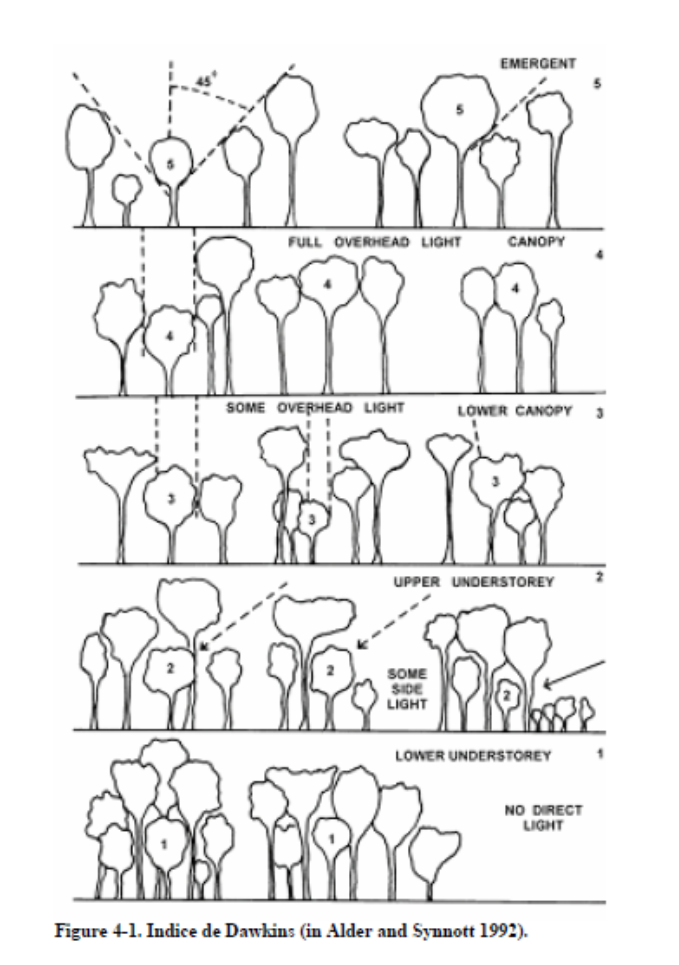 45°
EMERGENT
5
5
5
FULL OVERHEAD LIGHT CANOPY
4
4
4
4
SOME OVERHEAD LIGHT
LOWER CANOPY
3
3
3
3
UPPER UNDERSTOREY
2
2
2
2
SOME
SIDE
LIGHT
LOWER UNDERSTOREY
1
NO DIRECT
LIGHT
1
1
Figure 4-1. Indice de Dawkins (in Alder and Synnott 1992).